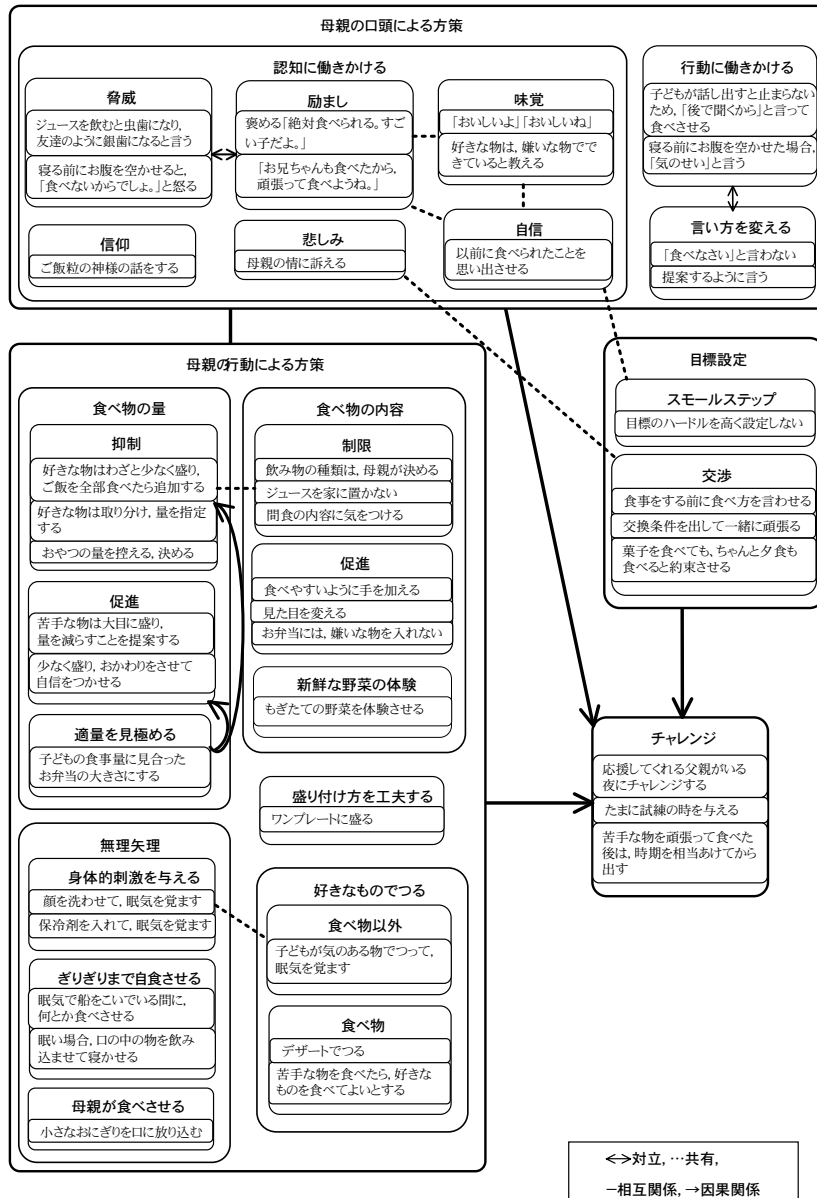 母親の口頭による方策
認知に働きかける
脅威
ジュースを飲むと虫歯になり,
友達のように銀歯になると言う
寝る前にお腹を空かせると,
「食べないからでしょ。」と怒る
励まし
褒める「絶対食べられる。すご
い子だよ。」
「お兄ちゃんも食べたから,
頑張って食べようね。」
味覚
「おいしいよ」「おいしいね」
好きな物は、嫌いな物でで
きていると教える
信仰
ご飯粒の神様の話をする
悲しみ
母親の情に訴える
自信
以前に食べられたことを
思い出させる
行動に働きかける
子どもが話し出すと止まらない
ため,「後で聞くから」と言って
食べさせる
寝る前にお腹を空かせた場合,
「気のせい」と言う
言い方を変える
「食べなさい」と言わない
提案するように言う
母親の行動による方策
食べ物の量
抑制
好きな物はわざと少なく盛り,
ご飯を全部食べたら追加する
好きな物は取り分け, 量を指定
する
おやつの量を控える, 決める
促進
苦手な物は大目に盛り,
量を減らすことを提案する
少なく盛り, おかわりをさせて
自信をつかせる
適量を見極める
子どもの食事量に見合った
お弁当の大きさにする
食べ物の内容
制限
飲み物の種類は, 母親が決める
ジュースを家に置かない
間食の内容に気をつける
促進
食べやすいように手を加える
見た目を変える
お弁当には, 嫌いな物を入れない
新鮮な野菜の体験
もぎたての野菜を体験させる
盛り付け方を工夫する
ワンプレートに盛る
無理矢理
身体的刺激を与える
顔を洗わせて, 眠気を覚ます
保冷剤を入れて, 眠気を覚ます
ぎりぎりまで自食させる
眠気で船をこいでいる間に,
何とか食べさせる
眠い場合, 口の中の物を飲み
込ませて寝かせる
母親が食べさせる
小さなおにぎりを口に放り込む
好きなものでつる
食べ物以外
子どもが気のある物でつって,
眠気を覚ます
食べ物
デザートでつる
苦手な物を食べたら, 好きな
ものを食べてよいとする
目標設定
スモールステップ
目標のハードルを高く設定しない
交渉
食事をする前に食べ方を言わせる
交換条件を出して一緒に頑張る
菓子を食べても、ちゃんと夕食も
食べると約束させる
チャレンジ
応援してくれる父親がいる
夜にチャレンジする
たまに試練の時を与える
苦手な物を頑張って食べた
後は, 時期を相当あけてから
出す
⟷対立, …共有,
－相互関係, →因果関係